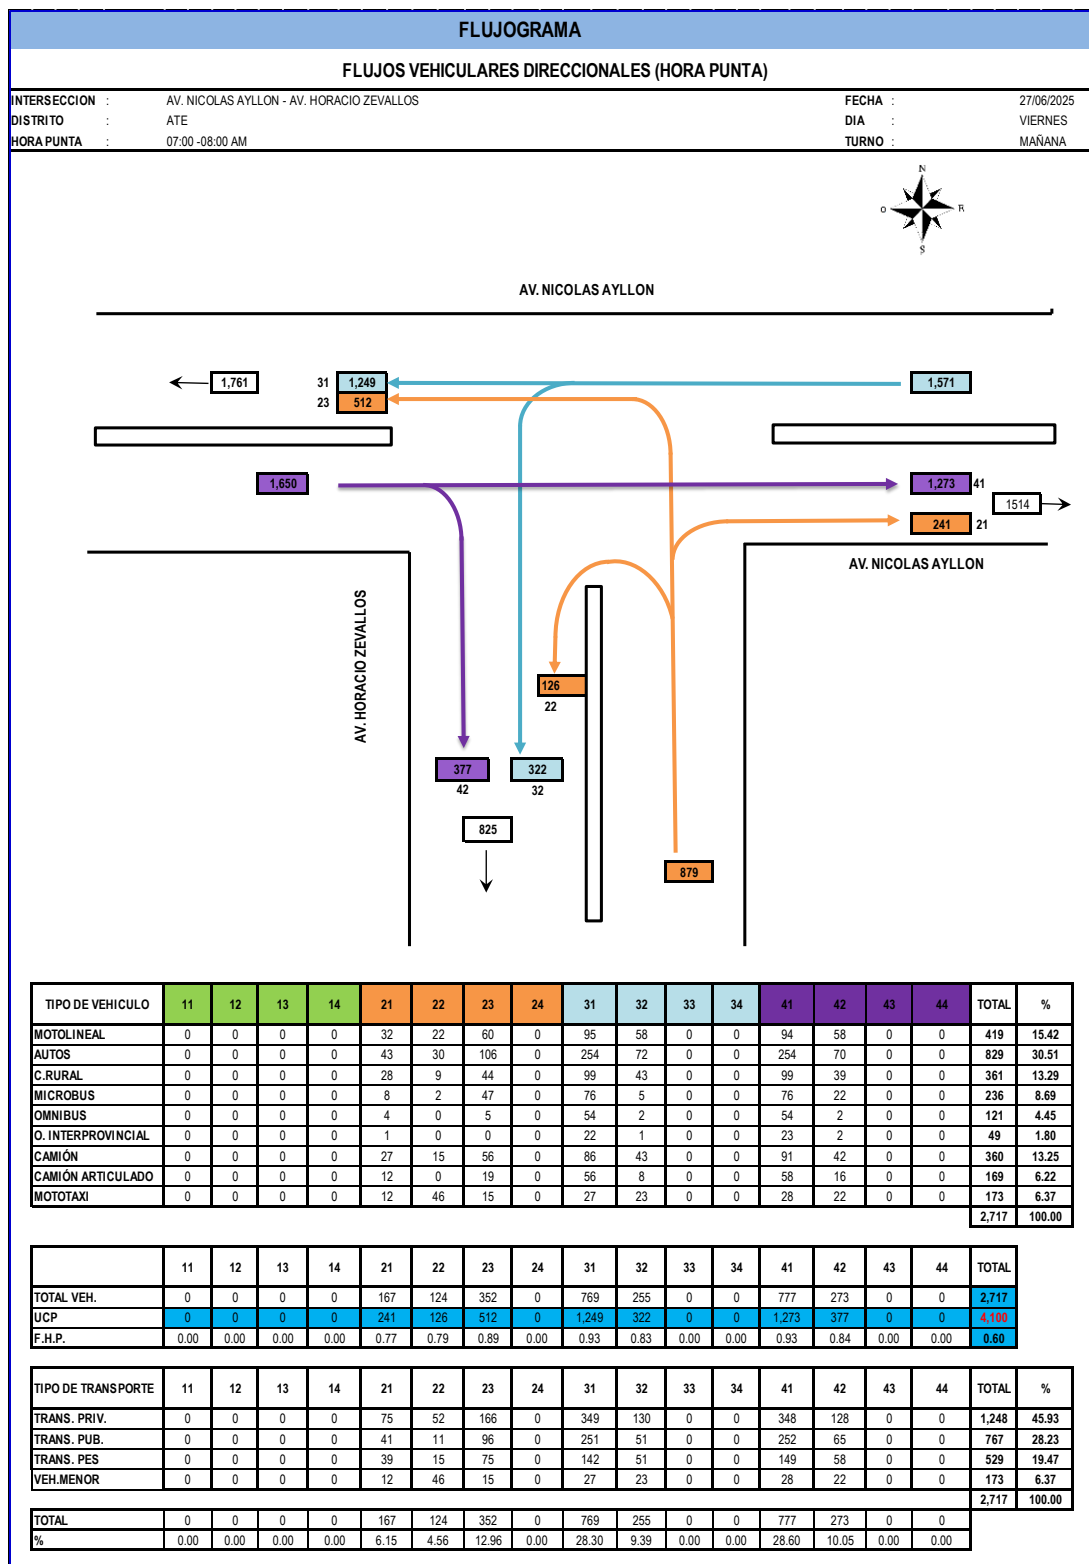 FLUJOGRAMA
FLUJOS VEHICULARES DIRECCIONALES (HORA PUNTA)
INTERSECCION : AV. NICOLAS AYLLON - AV. HORACIO ZEVALLOS FECHA : 27/06/2025
DISTRITO : ATE DIA : VIERNES
HORA PUNTA : 07:00 -08:00 AM TURNO : MAÑANA
N
O R
S
AV. NICOLAS AYLLON
1,761 31 1,249 1,571
23 512
1,650 1,273 41
1514
241 21
AV. NICOLAS AYLLON
AV. HORACIO ZEVALLOS
126
22
377 322
42 32
825
879
TIPO DE VEHICULO 11 12 13 14 21 22 23 24 31 32 33 34 41 42 43 44 TOTAL %
MOTOLINEAL 0 0 0 0 32 22 60 0 95 58 0 0 94 58 0 0 419 15.42
AUTOS 0 0 0 0 43 30 106 0 254 72 0 0 254 70 0 0 829 30.51
C.RURAL 0 0 0 0 28 9 44 0 99 43 0 0 99 39 0 0 361 13.29
MICROBUS 0 0 0 0 8 2 47 0 76 5 0 0 76 22 0 0 236 8.69
OMNIBUS 0 0 0 0 4 0 5 0 54 2 0 0 54 2 0 0 121 4.45
O. INTERPROVINCIAL 0 0 0 0 1 0 0 0 22 1 0 0 23 2 0 0 49 1.80
CAMIÓN 0 0 0 0 27 15 56 0 86 43 0 0 91 42 0 0 360 13.25
CAMIÓN ARTICULADO 0 0 0 0 12 0 19 0 56 8 0 0 58 16 0 0 169 6.22
MOTOTAXI 0 0 0 0 12 46 15 0 27 23 0 0 28 22 0 0 173 6.37
2,717 100.00
11 12 13 14 21 22 23 24 31 32 33 34 41 42 43 44 TOTAL
TOTAL VEH. 0 0 0 0 167 124 352 0 769 255 0 0 777 273 0 0 2,717
UCP 0 0 0 0 241 126 512 0 1,249 322 0 0 1,273 377 0 0 4,100
F.H.P. 0.00 0.00 0.00 0.00 0.77 0.79 0.89 0.00 0.93 0.83 0.00 0.00 0.93 0.84 0.00 0.00 0.60
TIPO DE TRANSPORTE 11 12 13 14 21 22 23 24 31 32 33 34 41 42 43 44 TOTAL %
TRANS. PRIV. 0 0 0 0 75 52 166 0 349 130 0 0 348 128 0 0 1,248 45.93
TRANS. PUB. 0 0 0 0 41 11 96 0 251 51 0 0 252 65 0 0 767 28.23
TRANS. PES 0 0 0 0 39 15 75 0 142 51 0 0 149 58 0 0 529 19.47
VEH.MENOR 0 0 0 0 12 46 15 0 27 23 0 0 28 22 0 0 173 6.37
2,717 100.00
TOTAL 0 0 0 0 167 124 352 0 769 255 0 0 777 273 0 0
% 0.00 0.00 0.00 0.00 6.15 4.56 12.96 0.00 28.30 9.39 0.00 0.00 28.60 10.05 0.00 0.00